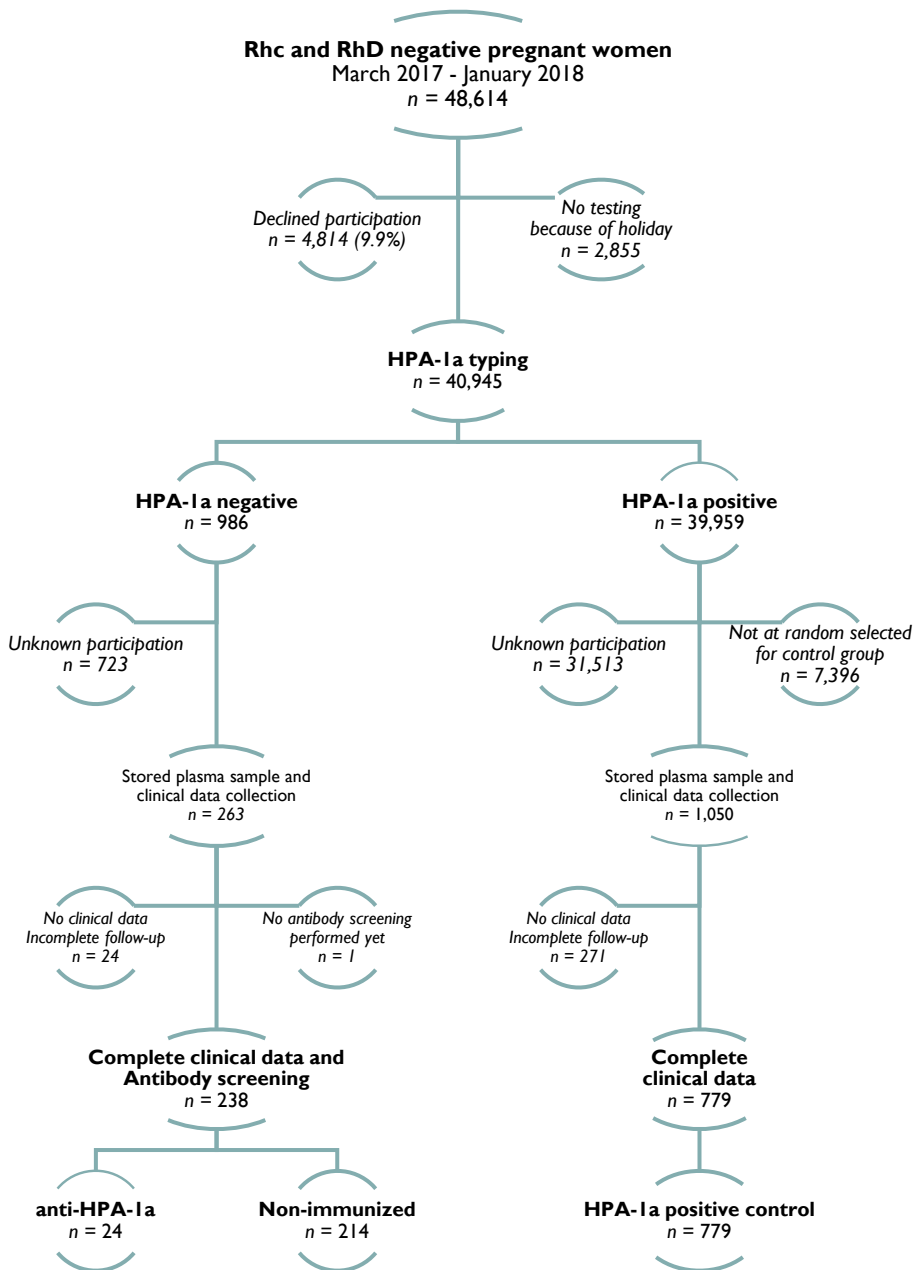 Rhc and RhD negative pregnant women
March 2017 - January 2018
n = 48,614
Declined participation
n = 4,814 (9.9%)
No testing
because of holiday
n = 2,855
HPA-1a typing
n = 40,945
HPA-1a negative
n = 986
HPA-1a positive
n = 39,959
Unknown participation
n = 723
Unknown participation
n = 31,513
Not at random selected
for control group
n = 7,396
Stored plasma sample and
clinical data collection
n = 263
Stored plasma sample and
clinical data collection
n = 1,050
No clinical data
Incomplete follow-up
n = 24
No antibody screening
performed yet
n = 1
No clinical data
Incomplete follow-up
n = 271
Complete clinical data and
Antibody screening
n = 238
Complete
clinical data
n = 779
anti-HPA-1a
n = 24
Non-immunized
n = 214
HPA-1a positive control
n = 779